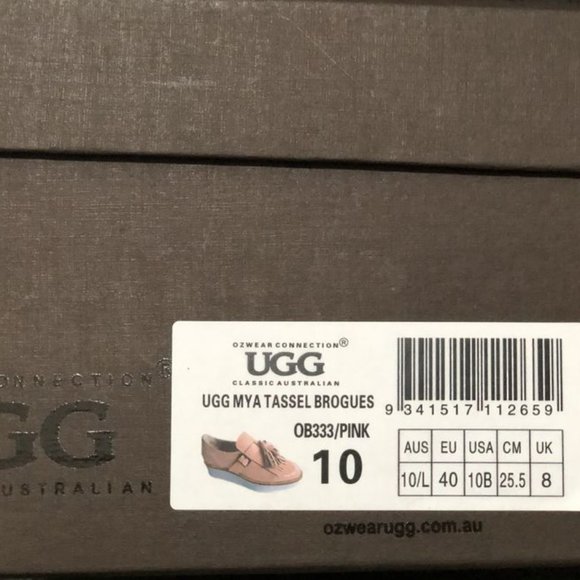 CONNECTION®
GG
AUSTRALIAN
OZWEAR CONNECTION®
UGG
CLASSIC AUSTRALIAN
UGG MYA TASSEL BROGUES
OB333/PINK
10
9 341517 112659
AUS EU USA CM UK
10/L 40 10B 25.5 8
ozwearugg.com.au